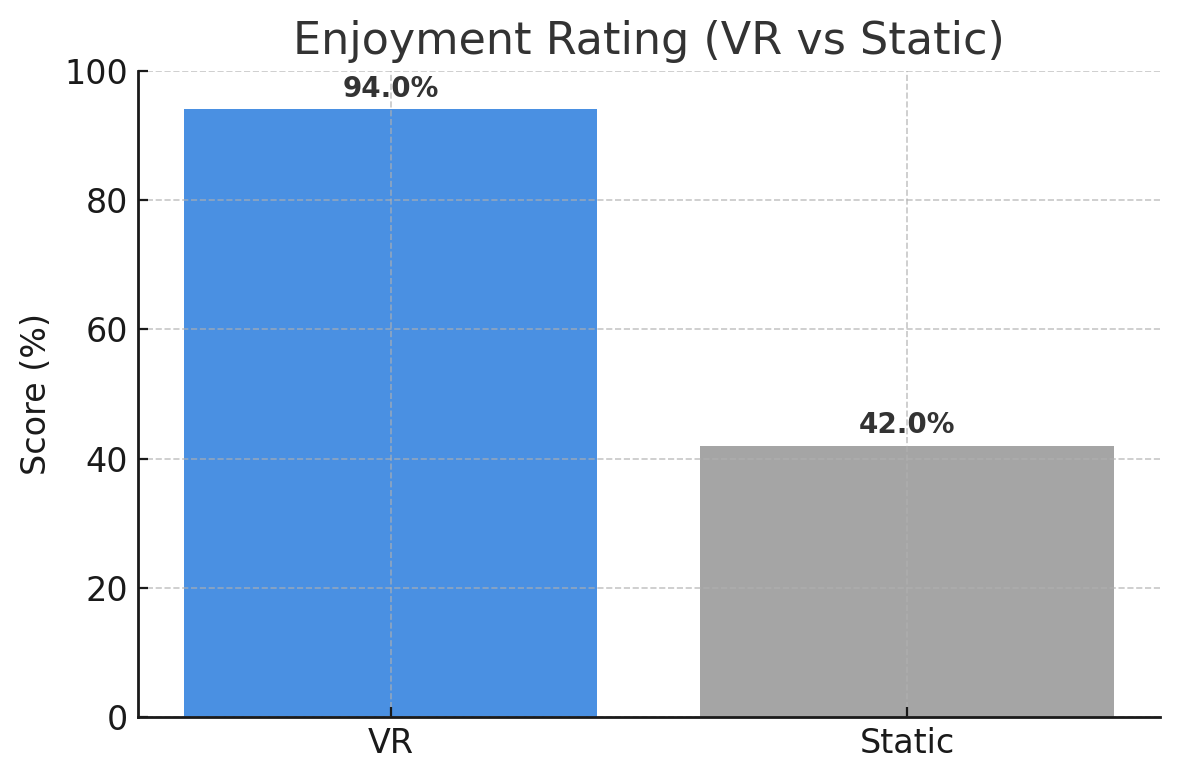 Enjoyment Rating (VR vs Static)
100
94.0%
80
60
Score (%)
42.0%
40
20
0
VR
Static